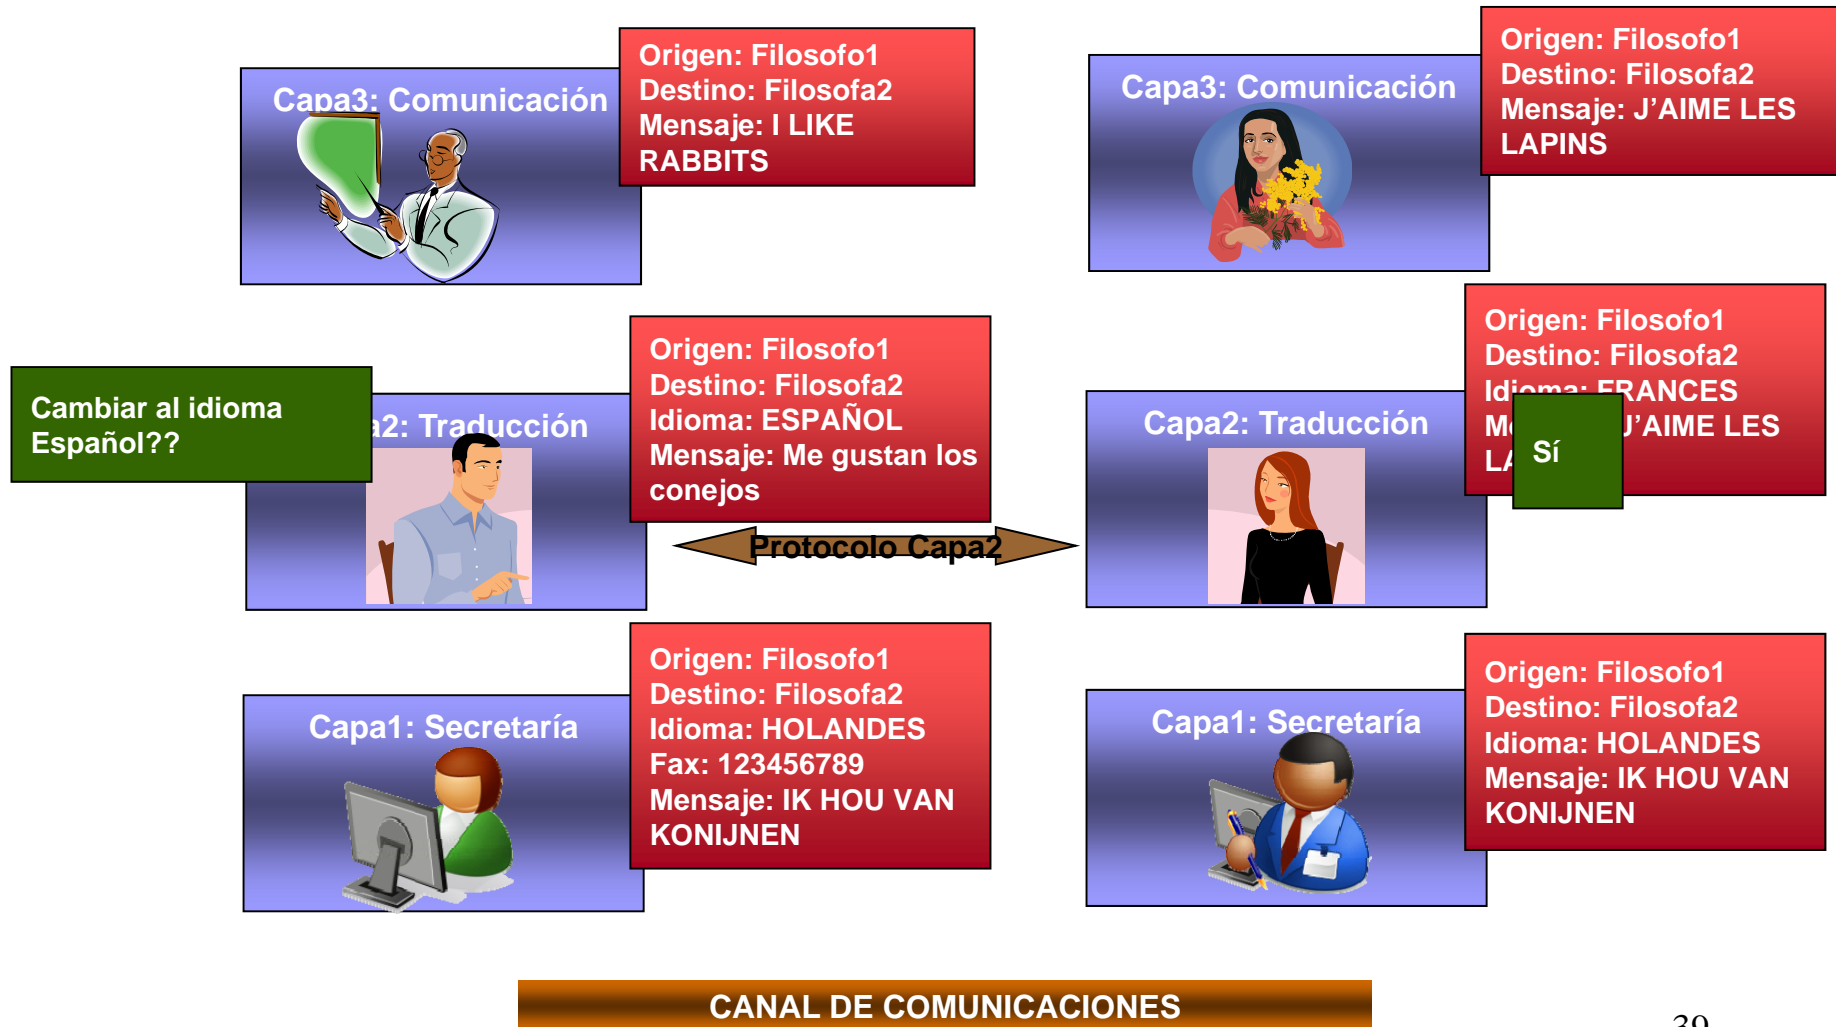 Capa3: Comunicación
Origen: Filosofo1
Destino: Filosofa2
Mensaje: I LIKE
RABBITS
Capa3: Comunicación
Origen: Filosofo1
Destino: Filosofa2
Mensaje: J’AIME LES
LAPINS
Cambiar al idioma
Español??
Traducción
Origen: Filosofo1
Destino: Filosofa2
Idioma: ESPAÑOL
Mensaje: Me gustan los
conejos
Protocolo Capa2
Capa2: Traducción
Origen: Filosofo1
Destino: Filosofa2
Idioma: FRANCES
J’AIME LES
Sí
Capa1: Secretaría
Origen: Filosofo1
Destino: Filosofa2
Idioma: HOLANDES
Fax: 123456789
Mensaje: IK HOU VAN
KONIJNEN
Capa1: Secretaría
Origen: Filosofo1
Destino: Filosofa2
Idioma: HOLANDES
Mensaje: IK HOU VAN
KONIJNEN
CANAL DE COMUNICACIONES
39